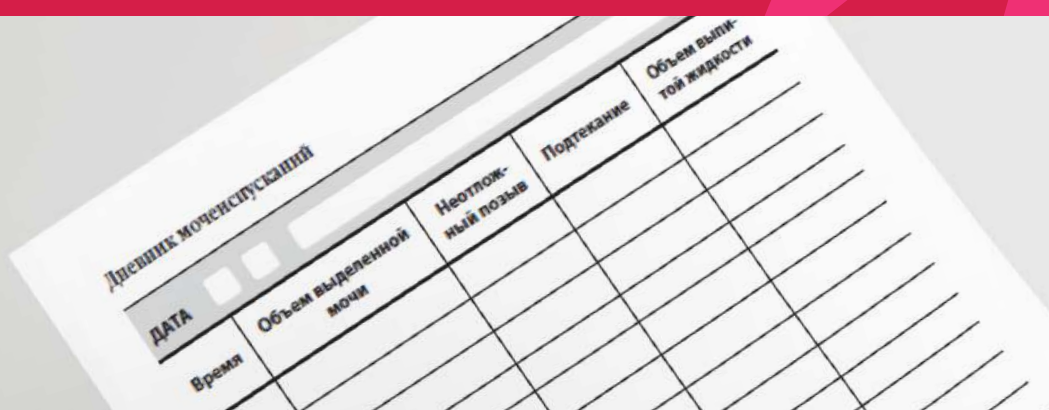 Дневник мочеиспусканий
ДАТА
Время
Объем выделенной
мочи
Неотлож-
ный позыв
Подтекание
Объем выпи-
той жидкости